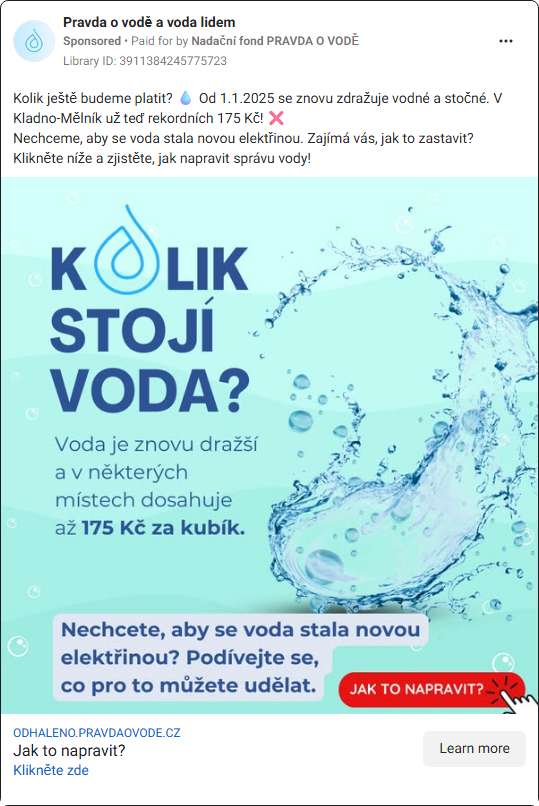 Pravda o vodě a voda lidem
Sponsored • Paid for by Nadační fond PRAVDA O VODĚ
Library ID: 3911384245775723
Kolik ještě budeme platit? 💧 Od 1.1.2025 se znovu zdražuje vodné a stočné. V
Kladno-Mělník už teď rekordních 175 Kč! ❌
Nechceme, aby se voda stala novou elektřinou. Zajímá vás, jak to zastavit?
Klikněte níže a zjistěte, jak napravit správu vody!
KOLIK
STOJÍ
VODA?
Voda je znovu dražší
a v některých
místech dosahuje
až 175 Kč za kubík.
Nechcete, aby se voda stala novou
elektřinou? Podívejte se,
co pro to můžete udělat.
JAK TO NAPRAVIT?
ODHALENO.PRAVDAOVODE.CZ
Jak to napravit?
Klikněte zde
Learn more